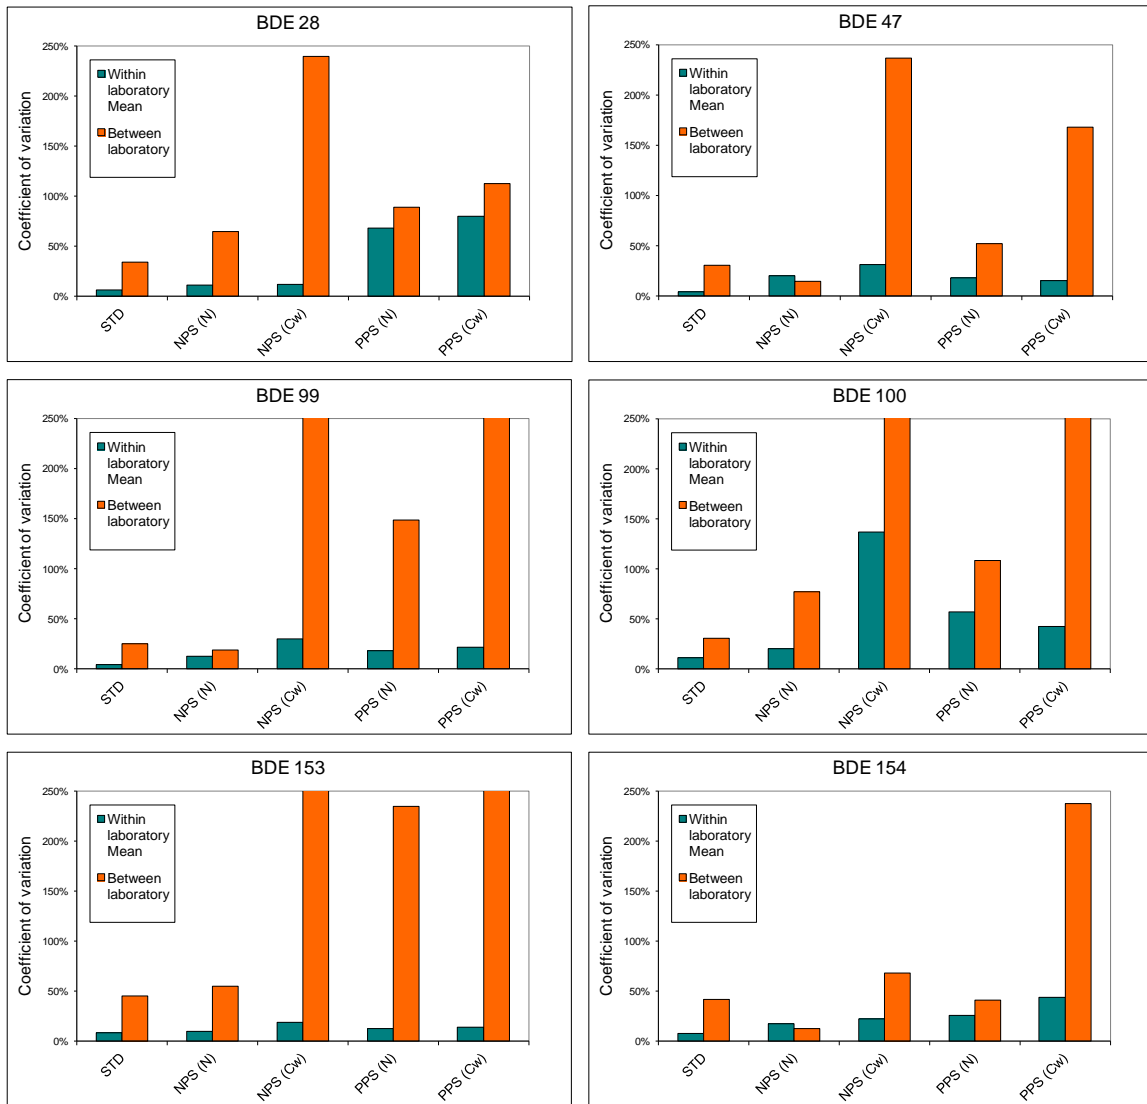 BDE 28
Coefficient of variation
250%
200%
150%
100%
50%
0%
Within
laboratory
Mean
Between
laboratory
STD
NPS (N)
NPS (Cw)
PPS (N)
PPS (Cw)
BDE 47
Coefficient of variation
250%
200%
150%
100%
50%
0%
Within
laboratory
Mean
Between
laboratory
STD
NPS (N)
NPS (Cw)
PPS (N)
PPS (Cw)
BDE 99
Coefficient of variation
250%
200%
150%
100%
50%
0%
Within
laboratory
Mean
Between
laboratory
STD
NPS (N)
NPS (Cw)
PPS (N)
PPS (Cw)
BDE 100
Coefficient of variation
250%
200%
150%
100%
50%
0%
Within
laboratory
Mean
Between
laboratory
STD
NPS (N)
NPS (Cw)
PPS (N)
PPS (Cw)
BDE 153
Coefficient of variation
250%
200%
150%
100%
50%
0%
Within
laboratory
Mean
Between
laboratory
STD
NPS (N)
NPS (Cw)
PPS (N)
PPS (Cw)
BDE 154
Coefficient of variation
250%
200%
150%
100%
50%
0%
Within
laboratory
Mean
Between
laboratory
STD
NPS (N)
NPS (Cw)
PPS (N)
PPS (Cw)